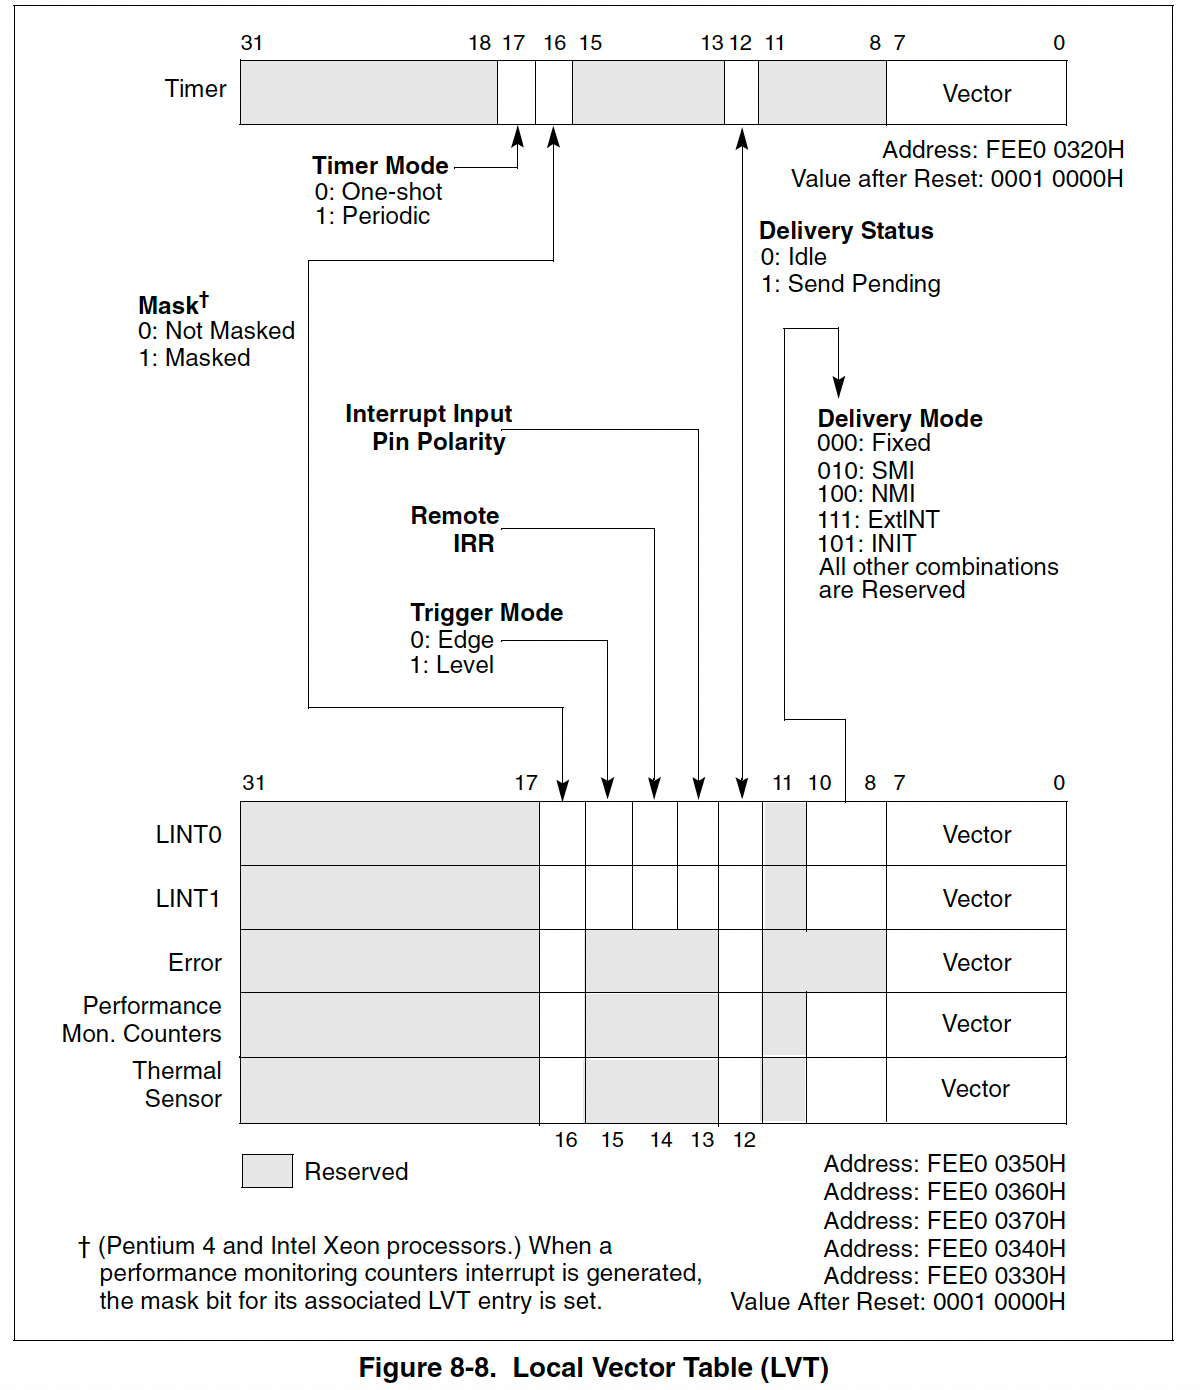 31 18 17 16 15 13 12 11 8 7 0
Timer
Vector
Address: FEE0 0320H
Value after Reset: 0001 0000H
Timer Mode
0: One-shot
1: Periodic
Delivery Status
0: Idle
1: Send Pending
Mask†
0: Not Masked
1: Masked
Interrupt Input
Pin Polarity
Delivery Mode
000: Fixed
010: SMI
100: NMI
111: ExtINT
101: INIT
All other combinations
are Reserved
Remote
IRR
Trigger Mode
0: Edge
1: Level
31 17 11 10 8 7 0
LINT0 Vector
LINT1 Vector
Error Vector
Performance
Mon. Counters
Vector
Thermal
Sensor
Vector
16 15 14 13 12
Reserved
Address: FEE0 0350H
Address: FEE0 0360H
Address: FEE0 0370H
Address: FEE0 0340H
Address: FEE0 0330H
Value After Reset: 0001 0000H
† (Pentium 4 and Intel Xeon processors.) When a
performance monitoring counters interrupt is generated,
the mask bit for its associated LVT entry is set.
Figure 8-8. Local Vector Table (LVT)